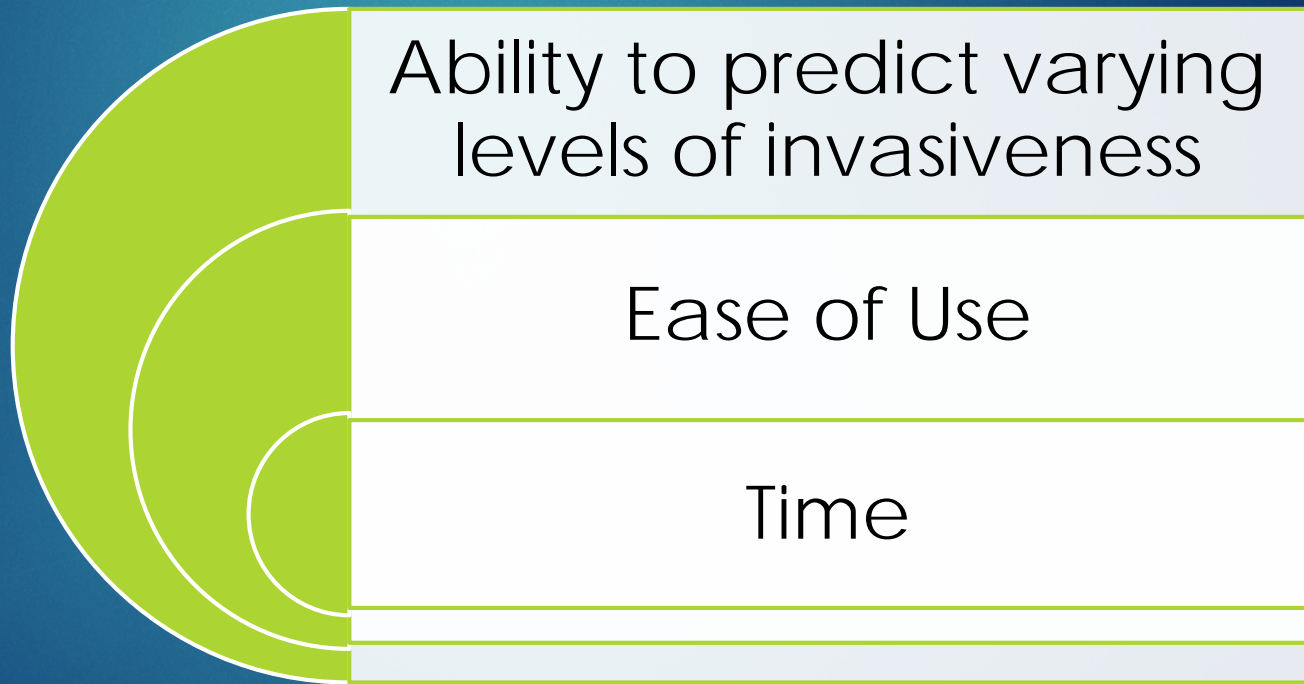 Ability to predict varying
levels of invasiveness
Ease of Use
Time